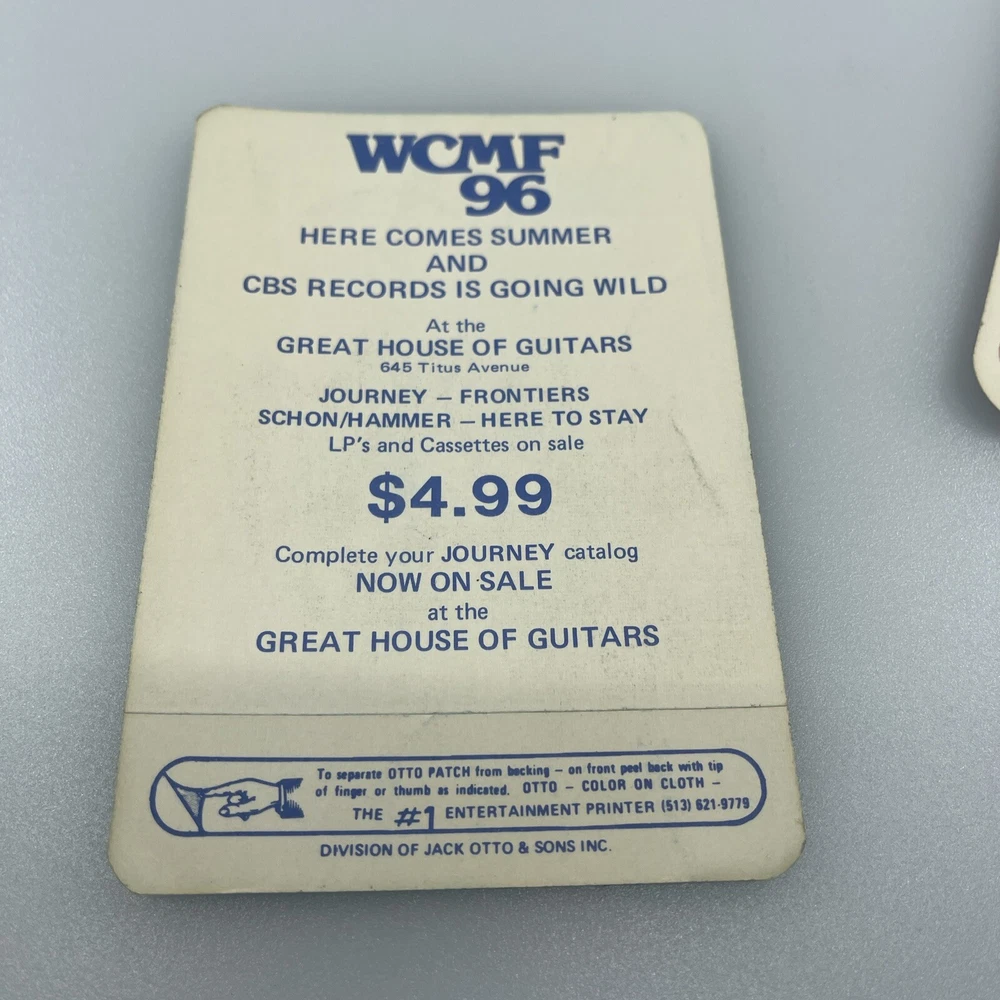 WCMF
96
HERE COMES SUMMER
AND
CBS RECORDS IS GOING WILD
At the
GREAT HOUSE OF GUITARS
645 Titus Avenue
JOURNEY – FRONTIERS
SCHON/HAMMER – HERE TO STAY
LP's and Cassettes on sale
$4.99
Complete your JOURNEY catalog
NOW ON SALE
at the
GREAT HOUSE OF GUITARS
To separate OTTO PATCH from backing – on front peel back with tip
of finger or thumb as indicated. OTTO – COLOR ON CLOTH –
THE #1 ENTERTAINMENT PRINTER (513) 621-9779
DIVISION OF JACK OTTO & SONS INC.